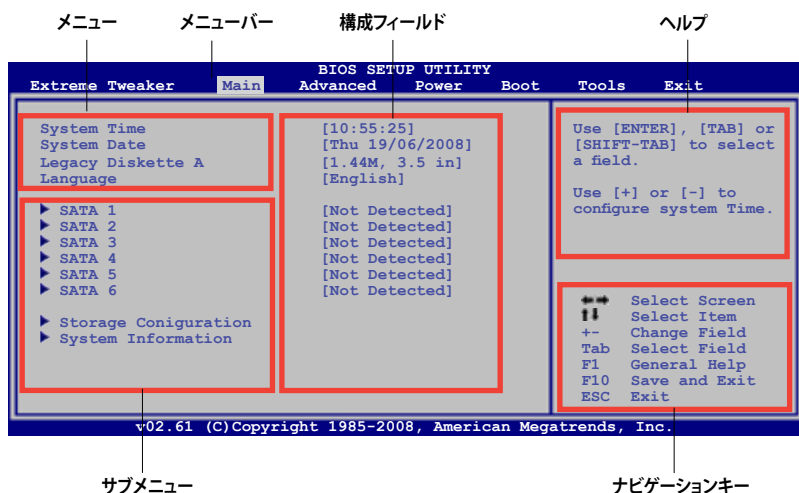 メニュー メニューバー 構成フィールド ヘルプ
BIOS SETUP UTILITY
Extreme Tweaker Main Advanced Power Boot Tools Exit
System Time [10:55:25]
System Date [Thu 19/06/2008]
Legacy Diskette A [1.44M, 3.5 in]
Language [English]
SATA 1 [Not Detected]
SATA 2 [Not Detected]
SATA 3 [Not Detected]
SATA 4 [Not Detected]
SATA 5 [Not Detected]
SATA 6 [Not Detected]
Storage Coniguration
System Information
Use [ENTER], [TAB] or
[SHIFT-TAB] to select
a field.
Use [+] or [-] to
configure system Time.
←→ Select Screen
↑↓ Select Item
+- Change Field
Tab Select Field
F1 General Help
F10 Save and Exit
ESC Exit
v02.61 (C)Copyright 1985-2008, American Megatrends, Inc.
サブメニュー ナビゲーションキー